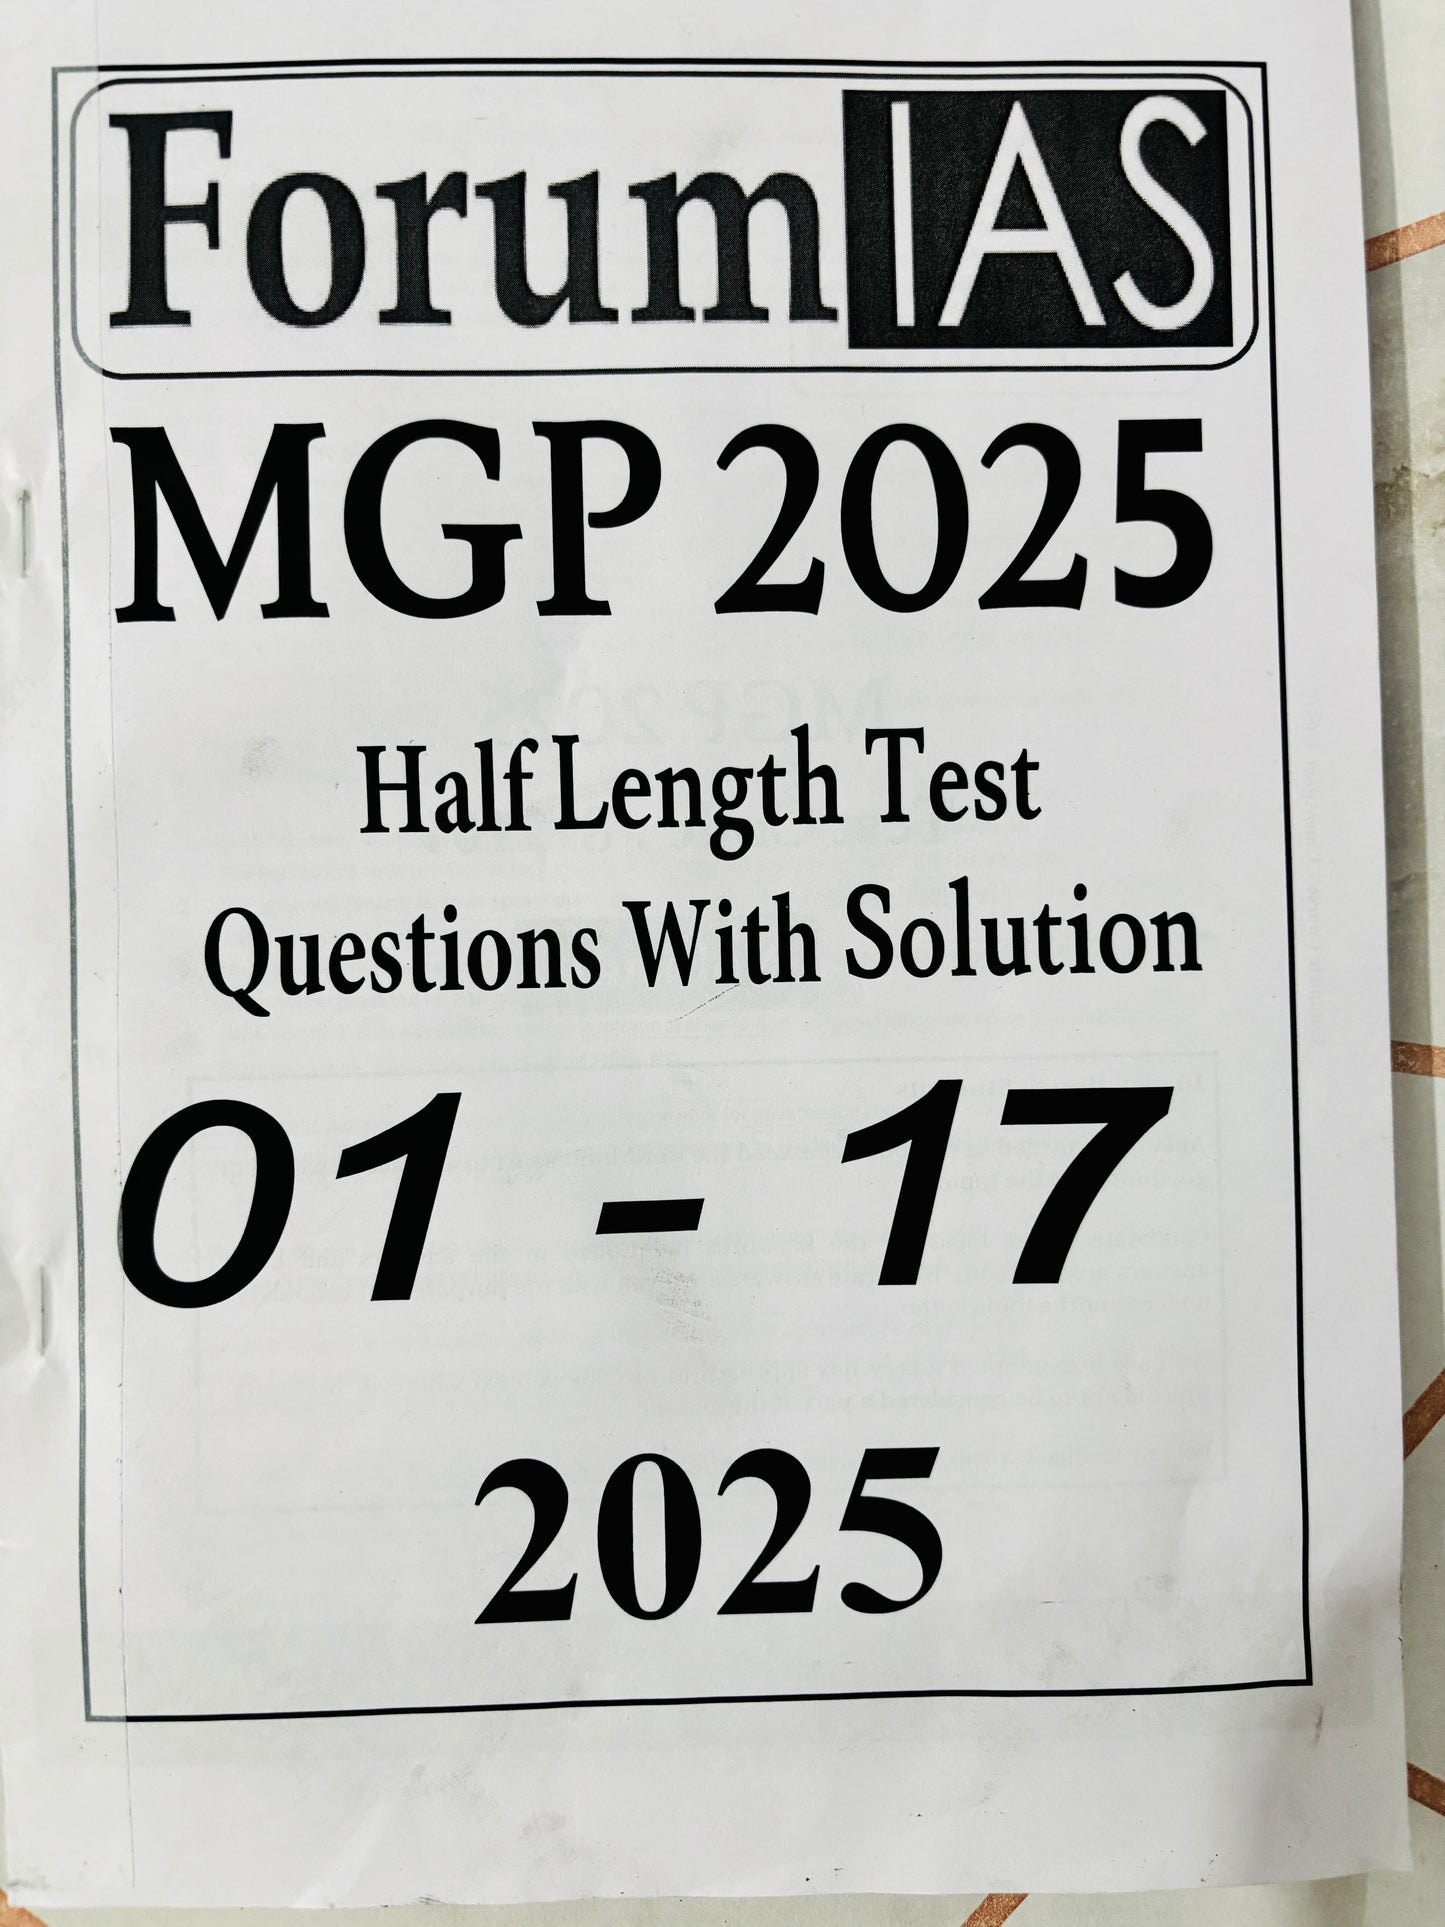 Forum IAS
MGP 2025
Half Length Test
Questions With Solution
01 - 17
2025